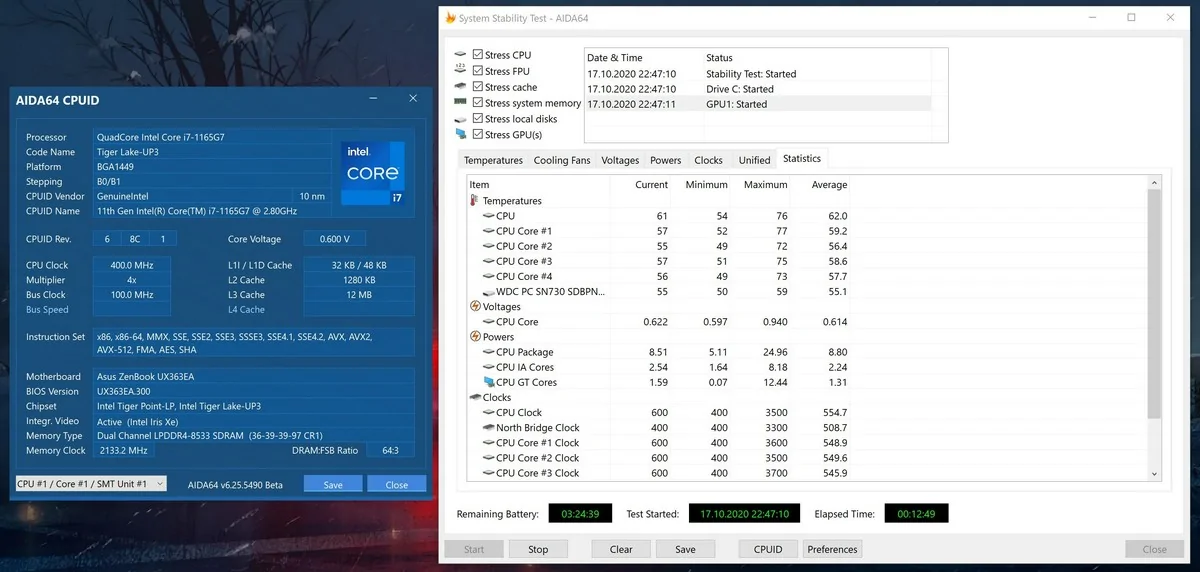 AIDA64 CPUID
Processor QuadCore Intel Core i7-1165G7
Code Name Tiger Lake-UP3
Platform BGA1449
Stepping B0/B1
CPUID Vendor GenuineIntel 10 nm
CPUID Name 11th Gen Intel(R) Core(TM) i7-1165G7 @ 2.80GHz
intel.
CORE
i7
CPUID Rev. 6 8C 1 Core Voltage 0.600 V
CPU Clock 400.0 MHz L1I / L1D Cache 32 KB / 48 KB
Multiplier 4x L2 Cache 1280 KB
Bus Clock 100.0 MHz L3 Cache 12 MB
Bus Speed L4 Cache
Instruction Set x86, x86-64, MMX, SSE, SSE2, SSE3, SSSE3, SSE4.1, SSE4.2, AVX, AVX2,
AVX-512, FMA, AES, SHA
Motherboard Asus ZenBook UX363EA
BIOS Version UX363EA.300
Chipset Intel Tiger Point-LP, Intel Tiger Lake-UP3
Integr. Video Active (Intel Iris Xe)
Memory Type Dual Channel LPDDR4-8533 SDRAM (36-39-39-97 CR1)
Memory Clock 2133.2 MHz DRAM:FSB Ratio 64:3
CPU #1 / Core #1 / SMT Unit #1 AIDA64 v6.25.5490 Beta Save Close
System Stability Test - AIDA64
Stress CPU
Stress FPU
Stress cache
Stress system memory
Stress local disks
Stress GPU(s)
Date & Time Status
17.10.2020 22:47:10 Stability Test: Started
17.10.2020 22:47:10 Drive C: Started
17.10.2020 22:47:11 GPU1: Started
Temperatures Cooling Fans Voltages Powers Clocks Unified Statistics
Item Current Minimum Maximum Average
Temperatures
CPU 61 54 76 62.0
CPU Core #1 57 52 77 59.2
CPU Core #2 55 49 72 56.4
CPU Core #3 57 51 75 58.6
CPU Core #4 56 49 73 57.7
WDC PC SN730 SDBPN... 55 50 59 55.1
Voltages
CPU Core 0.622 0.597 0.940 0.614
Powers
CPU Package 8.51 5.11 24.96 8.80
CPU IA Cores 2.54 1.64 8.18 2.24
CPU GT Cores 1.59 0.07 12.44 1.31
Clocks
CPU Clock 600 400 3500 554.7
North Bridge Clock 400 400 3300 508.7
CPU Core #1 Clock 600 400 3600 548.9
CPU Core #2 Clock 600 400 3500 549.6
CPU Core #3 Clock 600 400 3700 545.9
Remaining Battery: 03:24:39 Test Started: 17.10.2020 22:47:10 Elapsed Time: 00:12:49
Start Stop Clear Save CPUID Preferences Close